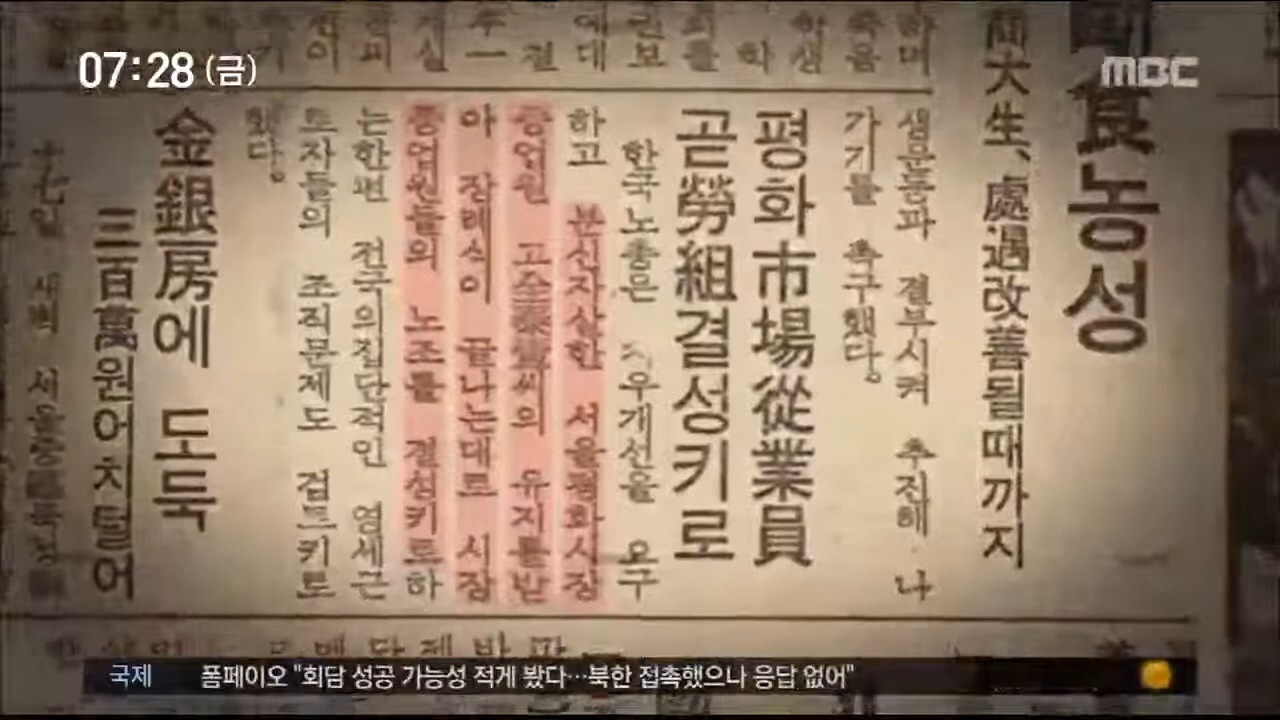 07:28 (금)
MBC
食농성
商大生、處遇改善될때까지
결부시켜 추진해 나
가기를 촉구했다。
평화市場從業員
곧勞組결성키로
한국노총은 우개선을 요구
하고 분신자살한 서울평화시장
종업원 고全泰壹씨의 유지를받
아 장례식이 끝나는대로 시장
종업원들의 노조를 결성키로하
는한편 전국의집단적인 영세근
로자들의 조직문제도 검토키로
했다。
金銀房에 도둑
三百萬원어치털어
十七일 새벽
국제 폼페이오 "회담 성공 가능성 적게 봤다…북한 접촉했으나 응답 없어"